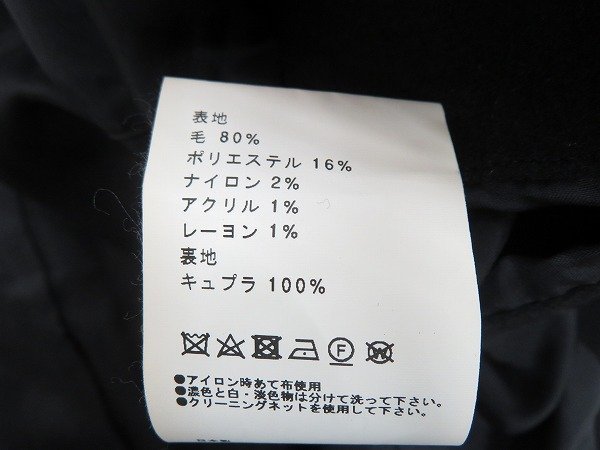 表地
毛 80%
ポリエステル 16%
ナイロン 2%
アクリル 1%
レーヨン 1%
裏地
キュプラ 100%
F W
●アイロン時あて布使用
●濃色と白・淡色物は分けて洗って下さい。
●クリーニングネットを使用して下さい。